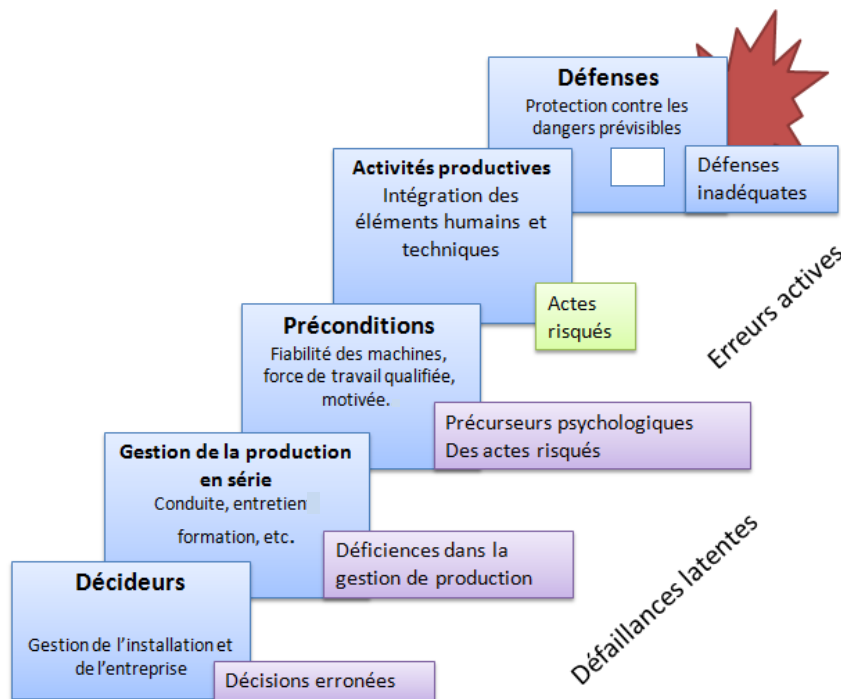 Défenses
Protection contre les
dangers prévisibles
Défenses
inadéquates
Activités productives
Intégration des
éléments humains et
techniques
Actes
risqués
Erreurs actives
Préconditions
Fiabilité des machines,
force de travail qualifiée,
motivée.
Précurseurs psychologiques
Des actes risqués
Gestion de la production
en série
Conduite, entretien
formation, etc.
Déficiences dans la
gestion de production
Défaillances latentes
Décideurs
Gestion de l'installation et
de l'entreprise
Décisions erronées